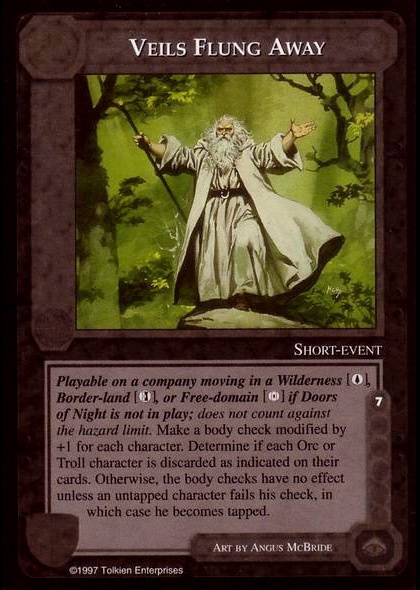 VEILS FLUNG AWAY
SHORT-EVENT
Playable on a company moving in a Wilderness [ ],
Border-land [ ], or Free-domain [ ] if Doors
of Night is not in play; does not count against
the hazard limit. Make a body check modified by
+1 for each character. Determine if each Orc or
Troll character is discarded as indicated on their
cards. Otherwise, the body checks have no effect
unless an untapped character fails his check, in
which case he becomes tapped.
7
ART BY ANGUS MCBRIDE
©1997 Tolkien Enterprises